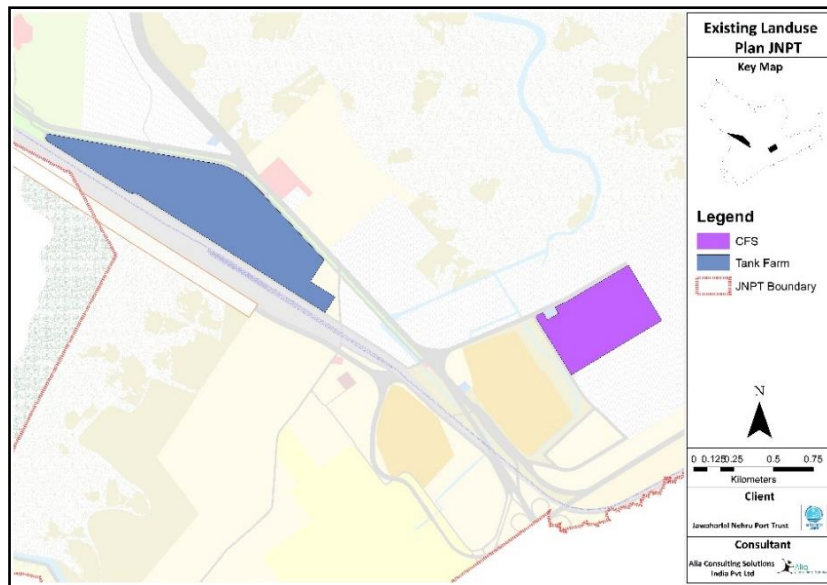 Existing Landuse
Plan JNPT
Key Map
Legend
CFS
Tank Farm
JNPT Boundary
N
0 0.125 0.25 0.5 0.75
Kilometers
Client
Jawaharlal Nehru Port Trust
Consultant
Alia Consulting Solutions
India Pvt Ltd
Alia